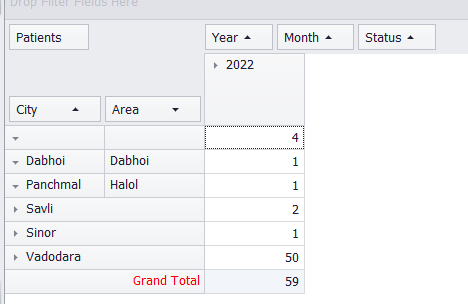 Drop Filter Fields Here
Patients Year Month Status
2022
City Area
4
Dabhoi Dabhoi 1
Panchmal Halol 1
Savli 2
Sinor 1
Vadodara 50
Grand Total 59